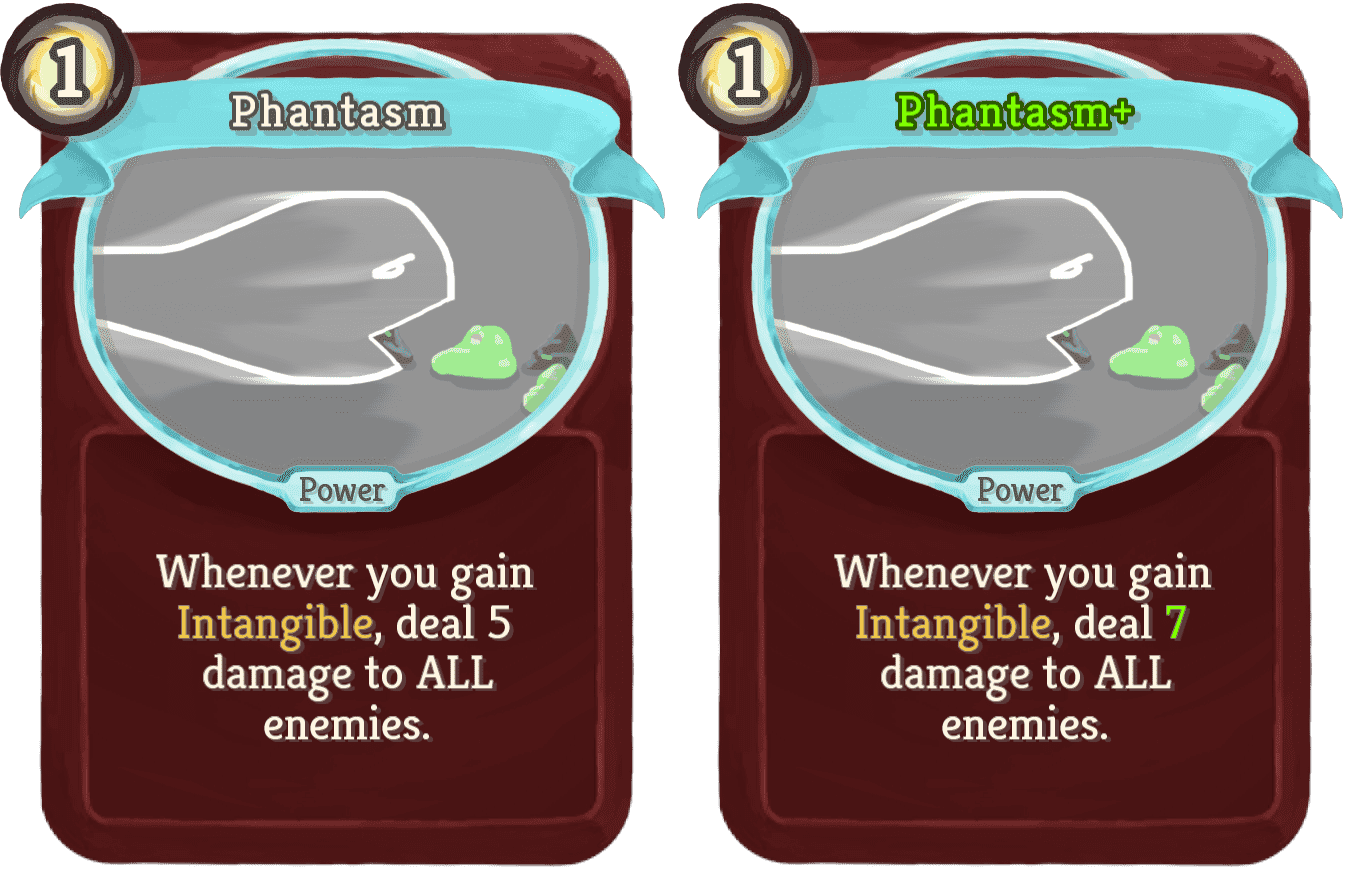 1
Phantasm
Power
Whenever you gain
Intangible, deal 5
damage to ALL
enemies.
1
Phantasm+
Power
Whenever you gain
Intangible, deal 7
damage to ALL
enemies.